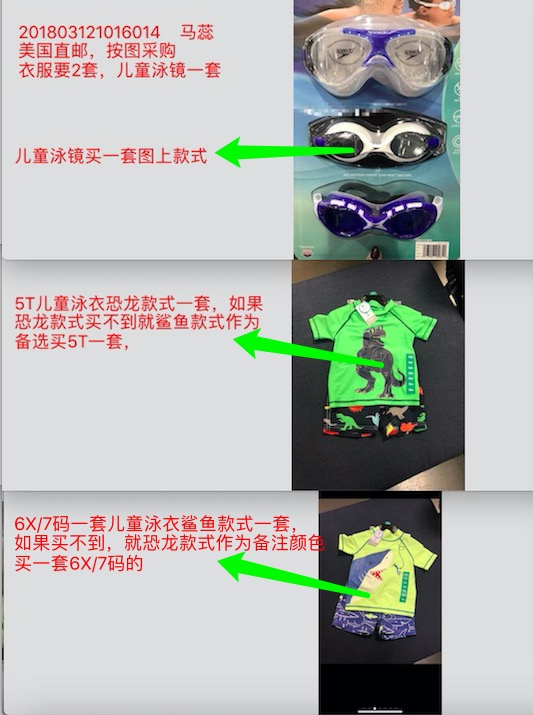 201803121016014 马蕊
美国直邮，按图采购
衣服要2套，儿童泳镜一套
儿童泳镜买一套图上款式
5T儿童泳衣恐龙款式一套，如果
恐龙款式买不到就鲨鱼款式作为
备选买5T一套，
6X/7码一套儿童泳衣鲨鱼款式一套，
如果买不到，就恐龙款式作为备注颜色
买一套6X/7码的